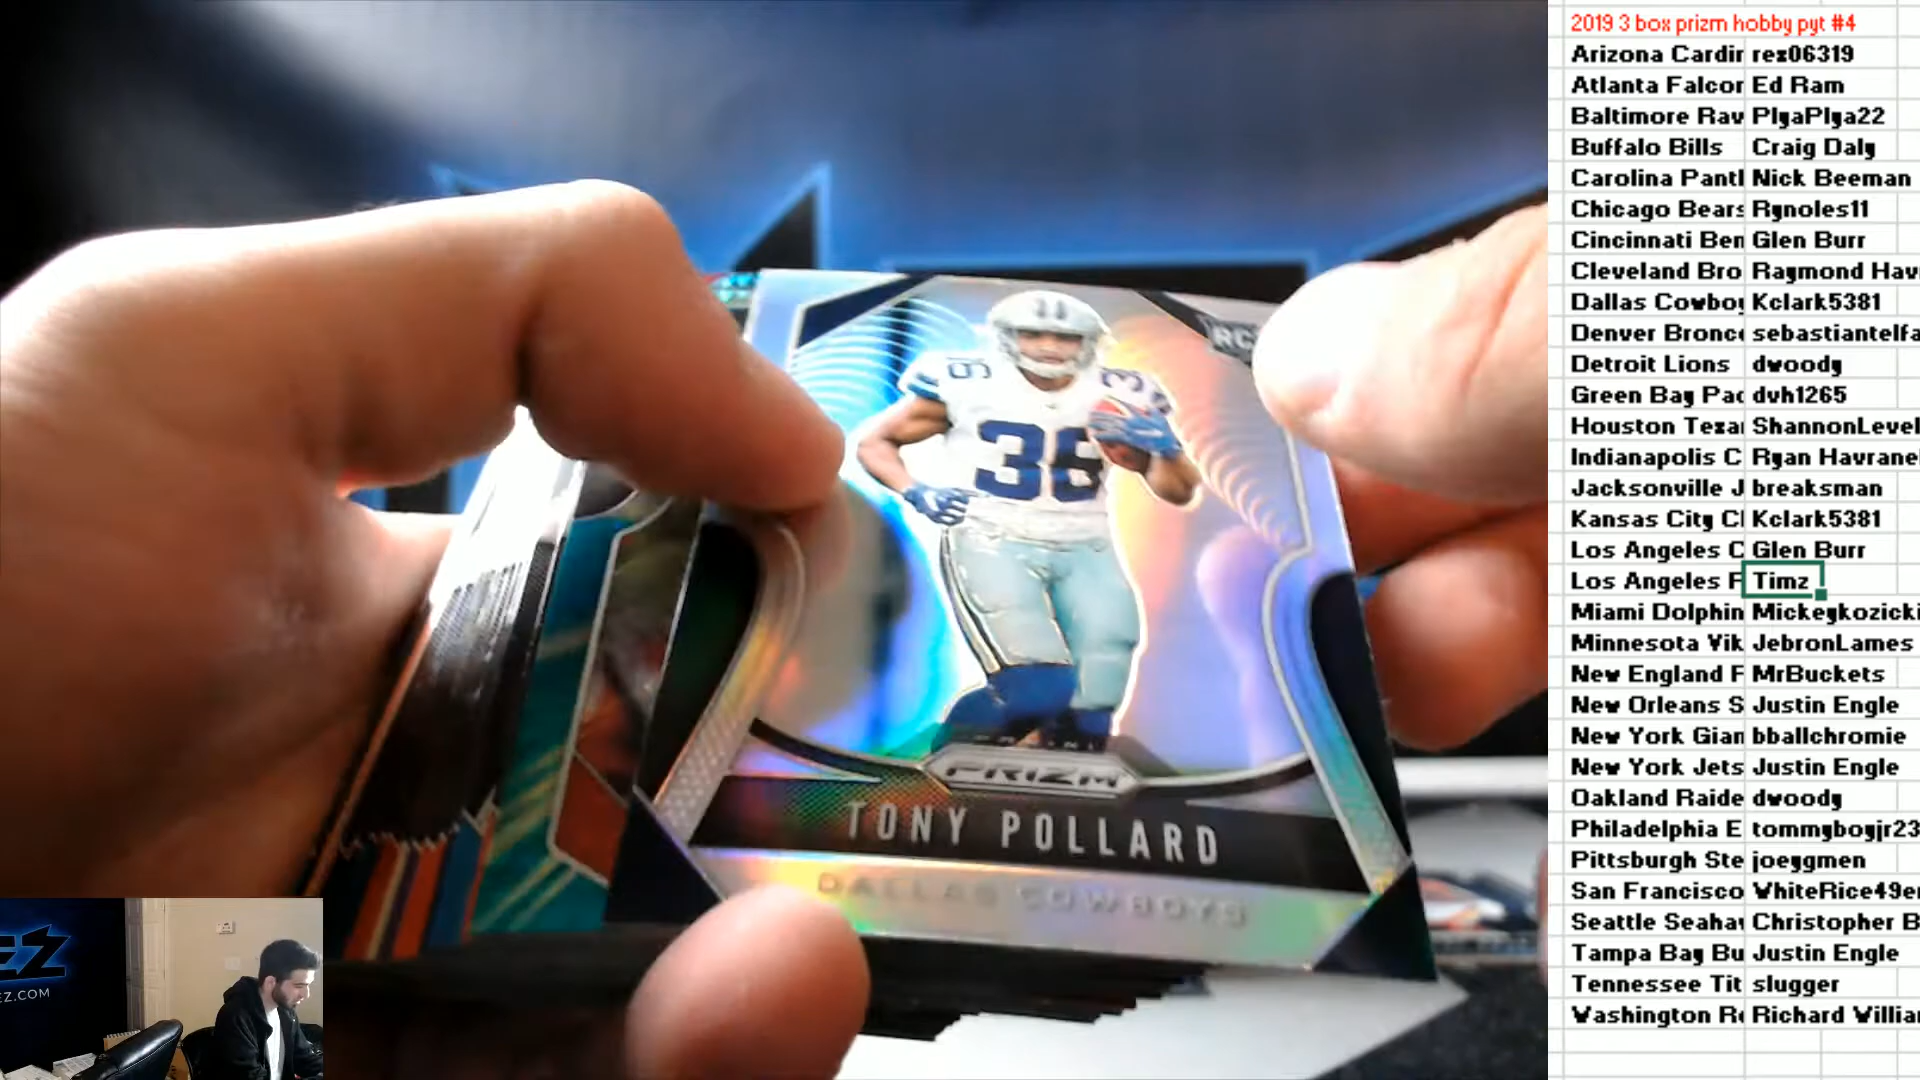 2019 3 box prizm hobby pyt #4
Arizona Cardir rez06319
Atlanta Falcor Ed Ram
Baltimore Rav PlyaPlya22
Buffalo Bills Craig Daly
Carolina Pantl Nick Beeman
Chicago Bears Rynoles11
Cincinnati Ben Glen Burr
Cleveland Bro Raymond Hav
Dallas Cowboy Kclark5381
Denver Bronc sebastiantelfa
Detroit Lions dwoody
Green Bay Pac dvh1265
Houston Texa ShannonLevel
Indianapolis C Ryan Havrane
Jacksonville J breaksman
Kansas City Cl Kclark5381
Los Angeles C Glen Burr
Los Angeles F Timz
Miami Dolphin Mickeykozicki
Minnesota Vik JebronLames
New England F MrBuckets
New Orleans S Justin Engle
New York Gian bballchromie
New York Jets Justin Engle
Oakland Raide dwoody
Philadelphia E tommyboyjr23
Pittsburgh Ste joeygmen
San Francisco WhiteRice49er
Seattle Seahav Christopher B
Tampa Bay Bu Justin Engle
Tennessee Tit slugger
Washington Re Richard Willian
RC
36
36
PRIZM
TONY POLLARD
DALLAS COWBOYS
EZ
EZ.COM